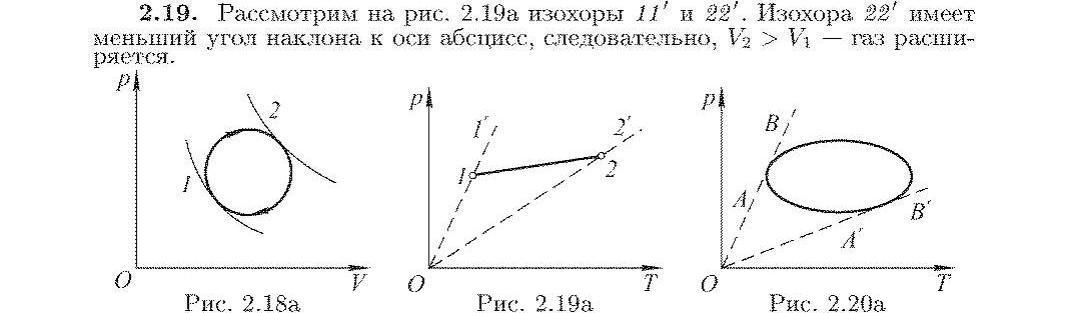 2.19. Рассмотрим на рис. 2.19а изохоры 11′ и 22′. Изохора 22′ имеет
меньший угол наклона к оси абсцисс, следовательно, V₂ > V₁ — газ расши-
ряется.
p
2
1
O
V
Рис. 2.18а
p
1′
2′
1
2
O
T
Рис. 2.19а
p
B
A
B′
A′
O
T
Рис. 2.20а